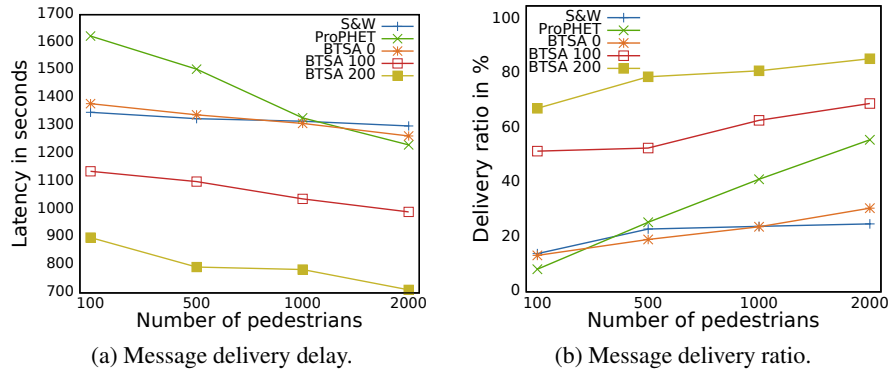 Latency in seconds
1700
1600
1500
1400
1300
1200
1100
1000
900
800
700
S&W
ProPHET
BTSA 0
BTSA 100
BTSA 200
100 500 1000 2000
Number of pedestrians
(a) Message delivery delay.
Delivery ratio in %
100
80
60
40
20
0
S&W
ProPHET
BTSA 0
BTSA 100
BTSA 200
100 500 1000 2000
Number of pedestrians
(b) Message delivery ratio.